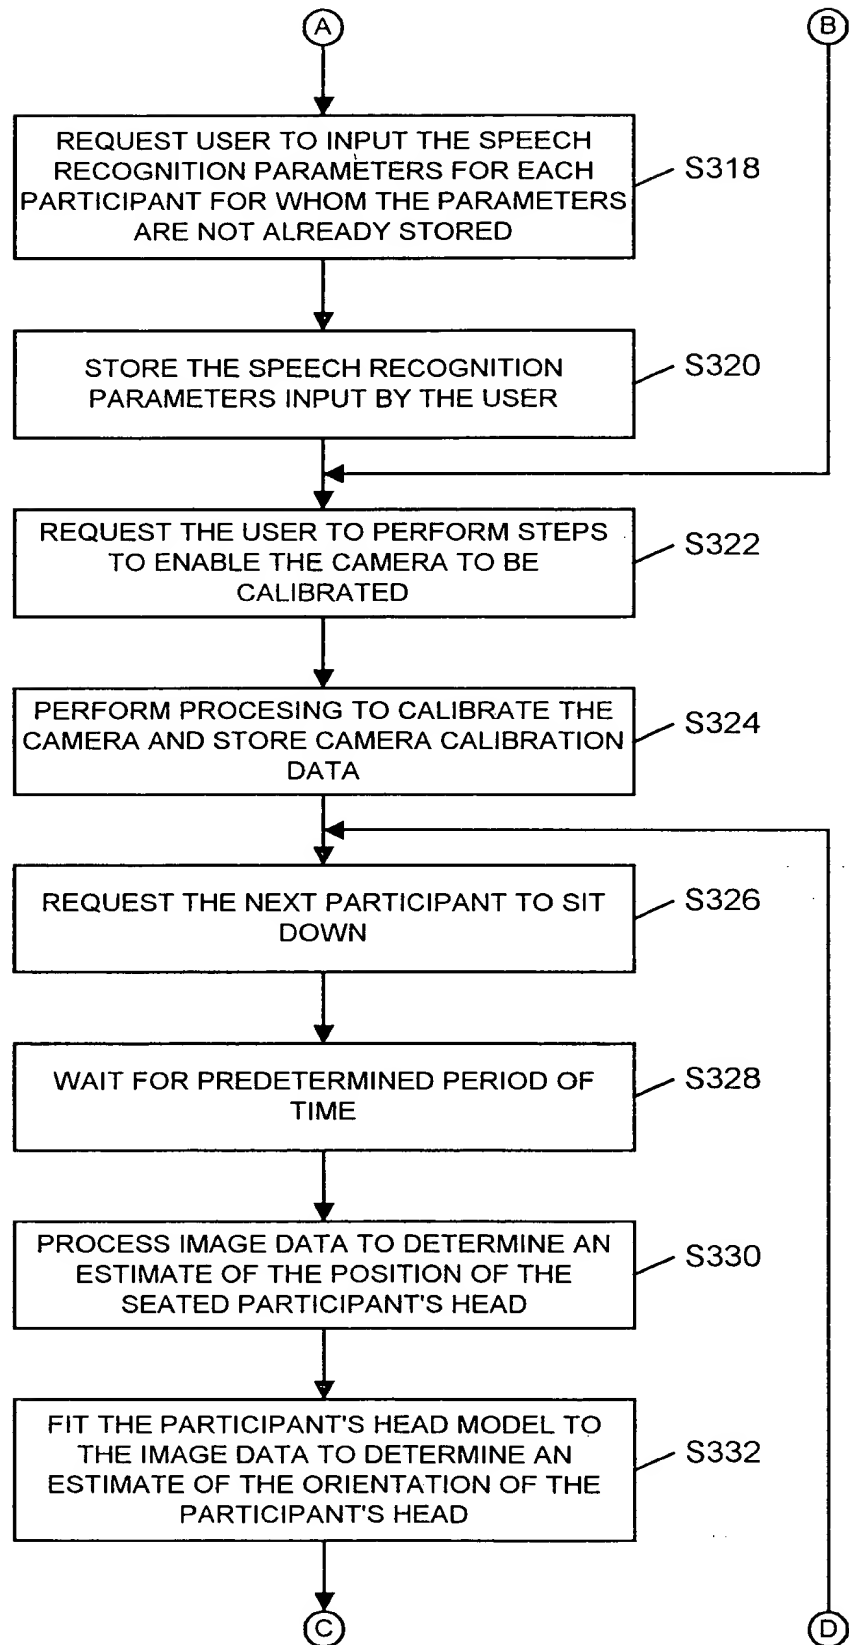 A
B
REQUEST USER TO INPUT THE SPEECH
RECOGNITION PARAMETERS FOR EACH
PARTICIPANT FOR WHOM THE PARAMETERS
ARE NOT ALREADY STORED
S318
STORE THE SPEECH RECOGNITION
PARAMETERS INPUT BY THE USER
S320
REQUEST THE USER TO PERFORM STEPS
TO ENABLE THE CAMERA TO BE
CALIBRATED
S322
PERFORM PROCESING TO CALIBRATE THE
CAMERA AND STORE CAMERA CALIBRATION
DATA
S324
REQUEST THE NEXT PARTICIPANT TO SIT
DOWN
S326
WAIT FOR PREDETERMINED PERIOD OF
TIME
S328
PROCESS IMAGE DATA TO DETERMINE AN
ESTIMATE OF THE POSITION OF THE
SEATED PARTICIPANT'S HEAD
S330
FIT THE PARTICIPANT'S HEAD MODEL TO
THE IMAGE DATA TO DETERMINE AN
ESTIMATE OF THE ORIENTATION OF THE
PARTICIPANT'S HEAD
S332
C
D